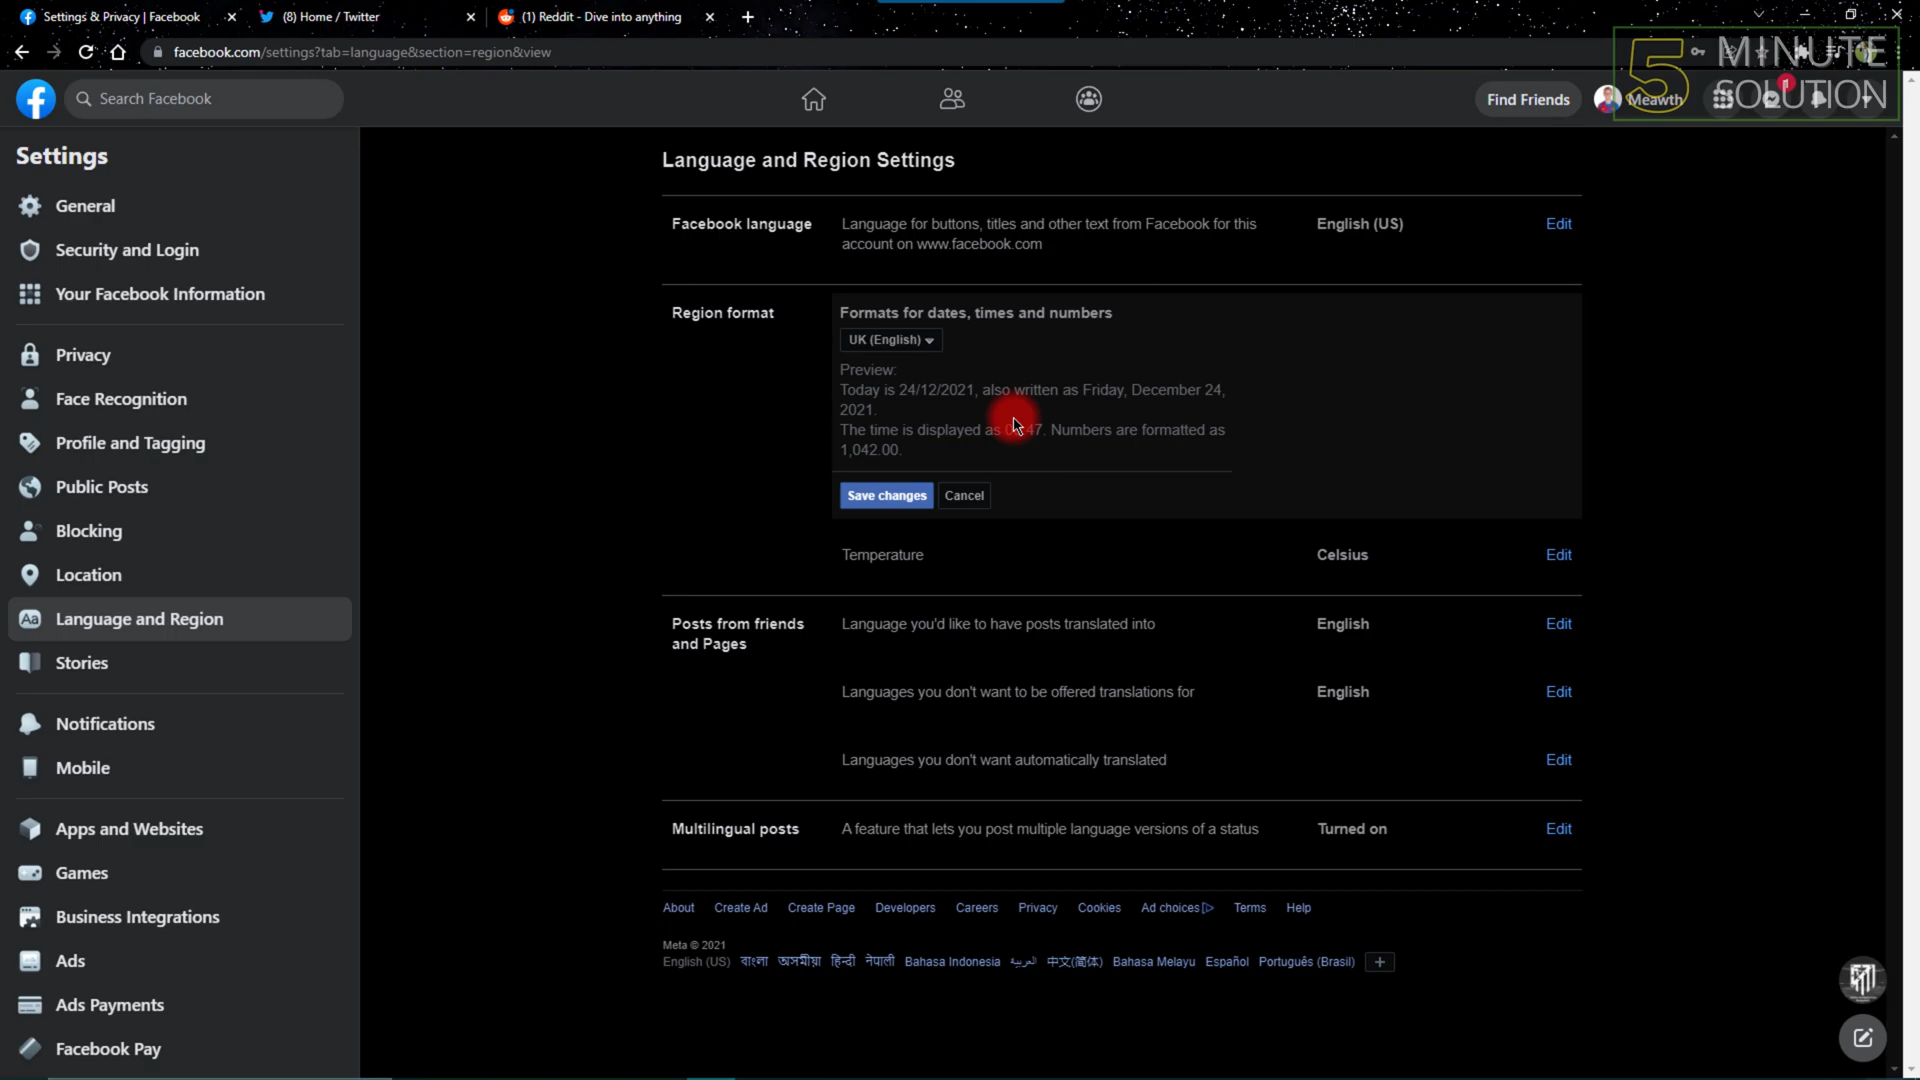 Settings & Privacy | Facebook
(8) Home / Twitter
(1) Reddit - Dive into anything
facebook.com/settings?tab=language&section=region&view
5 MINUTE SOLUTION
Search Facebook
Find Friends
Meawth
Settings
General
Security and Login
Your Facebook Information
Privacy
Face Recognition
Profile and Tagging
Public Posts
Blocking
Location
Aa Language and Region
Stories
Notifications
Mobile
Apps and Websites
Games
Business Integrations
Ads
Ads Payments
Facebook Pay
Language and Region Settings
Facebook language
Language for buttons, titles and other text from Facebook for this
account on www.facebook.com
English (US)
Edit
Region format
Formats for dates, times and numbers
UK (English)
Preview:
Today is 24/12/2021, also written as Friday, December 24,
2021.
The time is displayed as 47. Numbers are formatted as
1,042.00.
Save changes
Cancel
Temperature
Celsius
Edit
Posts from friends
and Pages
Language you'd like to have posts translated into
English
Edit
Languages you don't want to be offered translations for
English
Edit
Languages you don't want automatically translated
Edit
Multilingual posts
A feature that lets you post multiple language versions of a status
Turned on
Edit
About Create Ad Create Page Developers Careers Privacy Cookies Ad choices Terms Help
Meta © 2021
English (US) বাংলা অসমীয়া हिन्दी नेपाली Bahasa Indonesia العربية 中文(简体) Bahasa Melayu Español Português (Brasil)